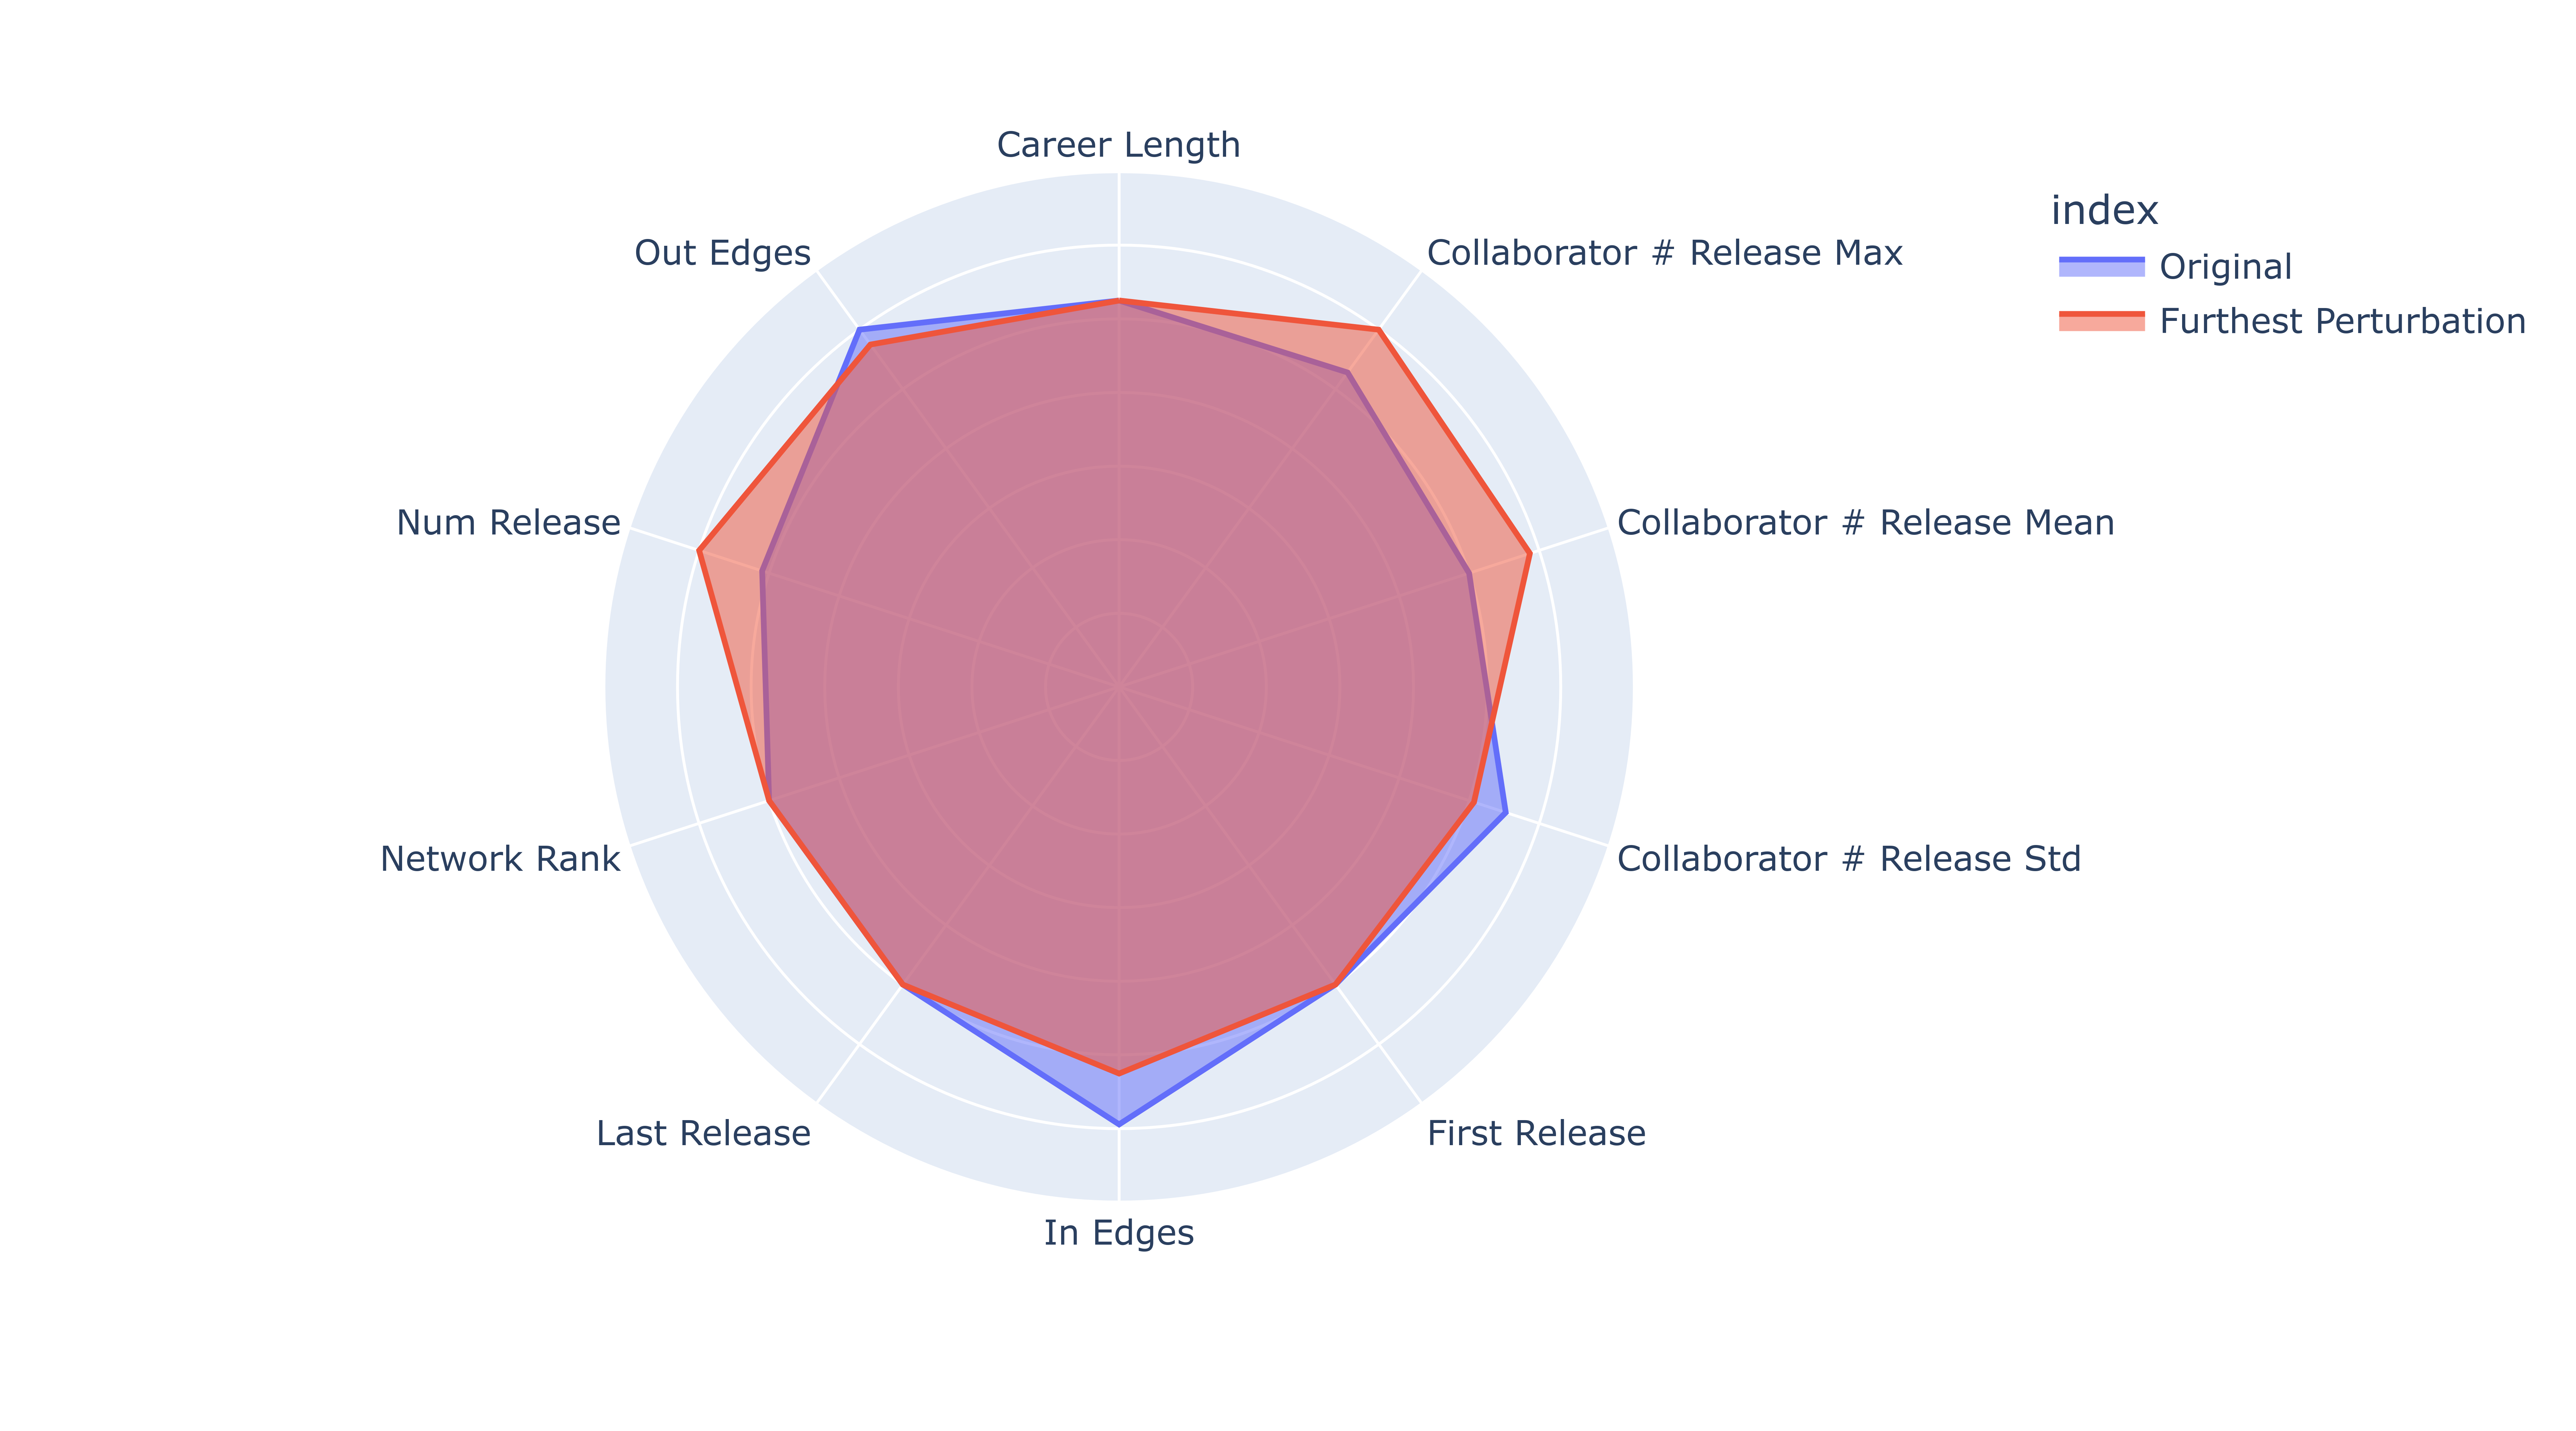 Career Length
Out Edges
Collaborator # Release Max
Num Release
Collaborator # Release Mean
Network Rank
Collaborator # Release Std
Last Release
First Release
In Edges
index
Original
Furthest Perturbation